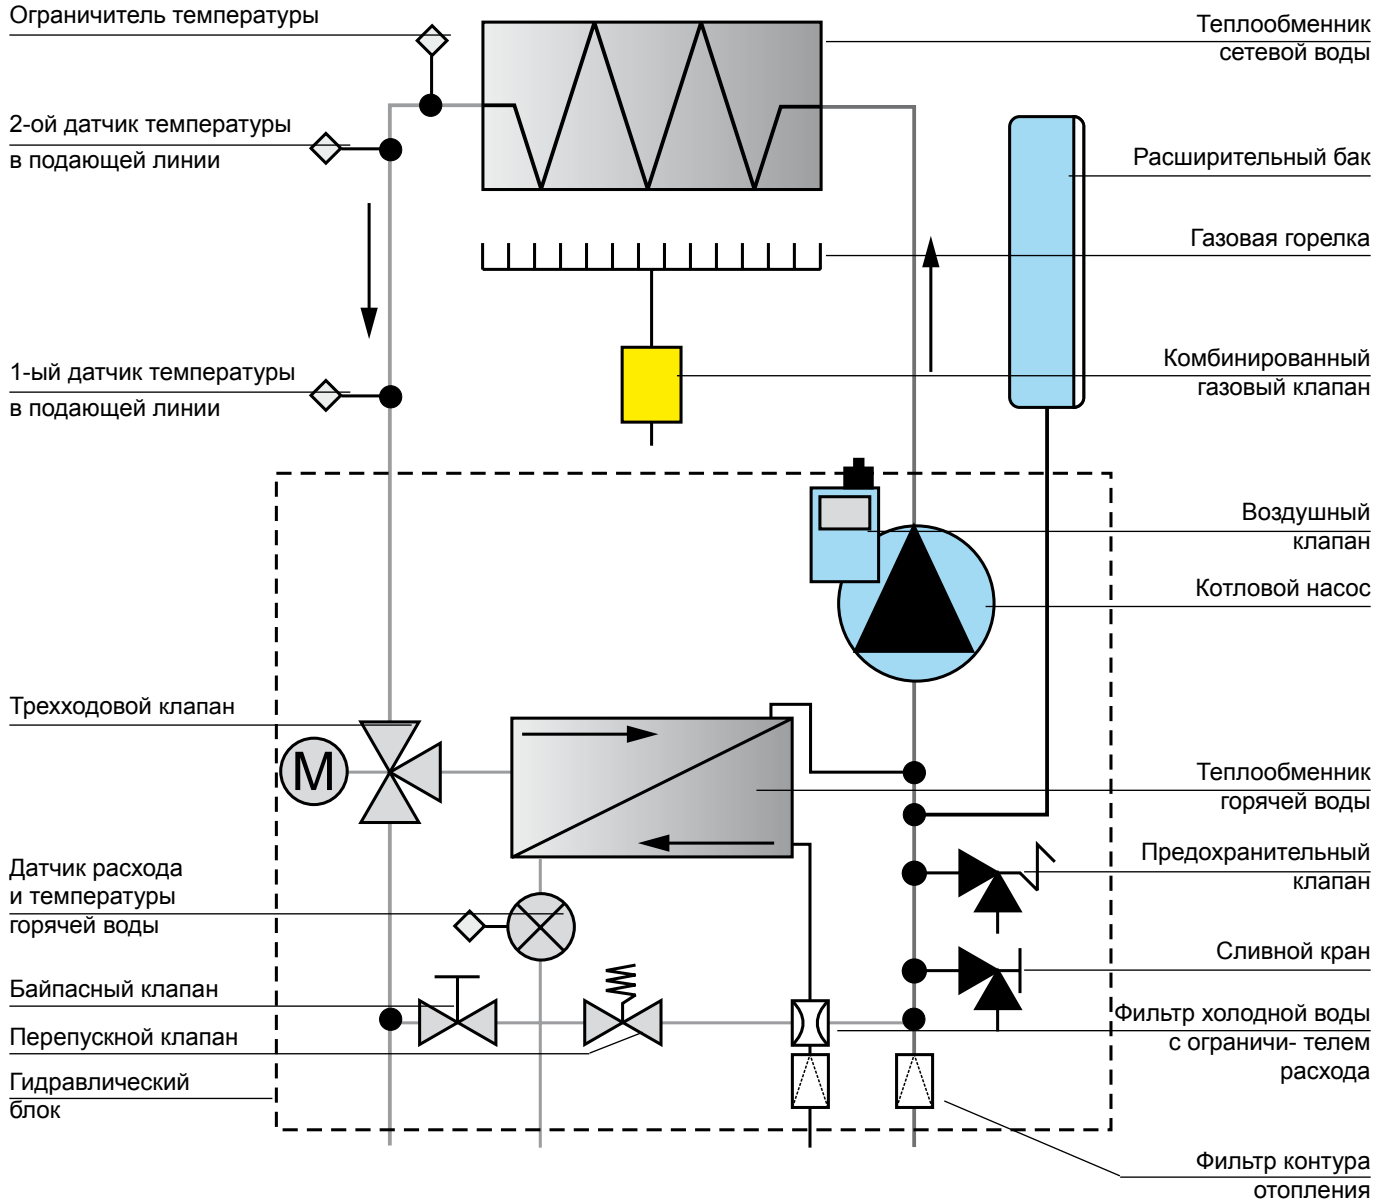 Ограничитель температуры
2-ой датчик температуры
в подающей линии
1-ый датчик температуры
в подающей линии
Трехходовой клапан
M
Датчик расхода
и температуры
горячей воды
Байпасный клапан
Перепускной клапан
Гидравлический
блок
Теплообменник
сетевой воды
Расширительный бак
Газовая горелка
Комбинированный
газовый клапан
Воздушный
клапан
Котловой насос
Теплообменник
горячей воды
Предохранительный
клапан
Сливной кран
Фильтр холодной воды
с ограничи- телем
расхода
Фильтр контура
отопления